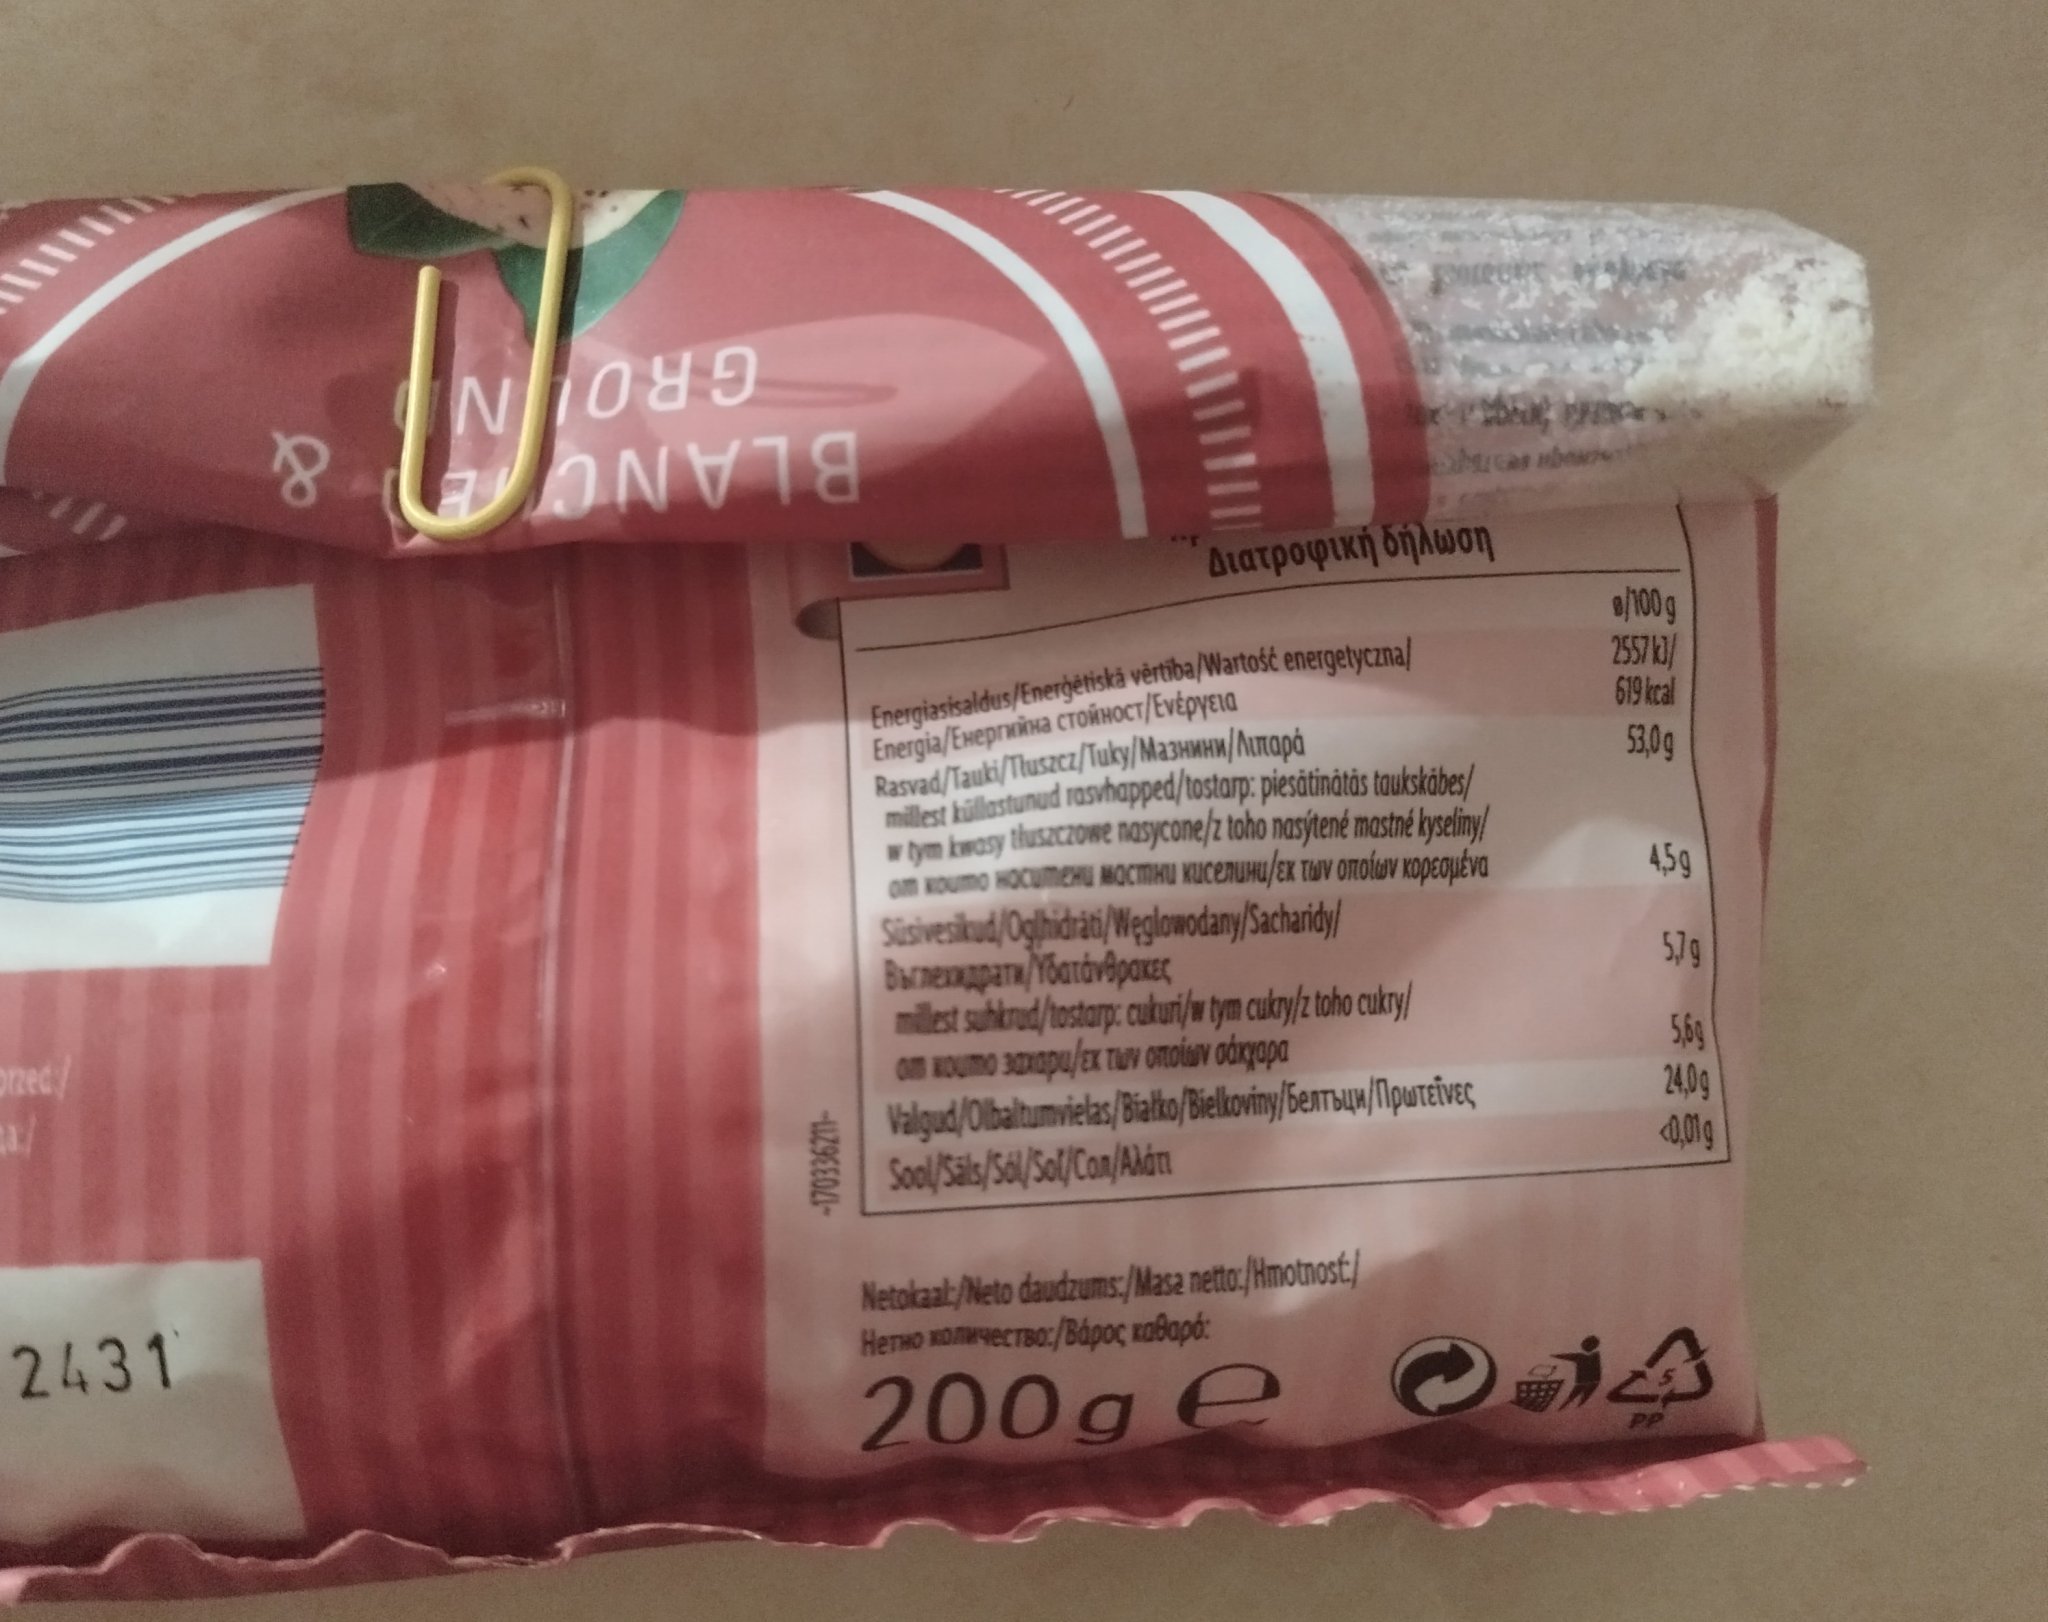 BLANC ED &
GROUND
Διατροφική δήλωση
ø/100 g
Energiasisaldus/Enerģētiskā vērtība/Wartość energetyczna/
Energia/Енергийна стойност/Ενέργεια
2557 kJ/
619 kcal
Rasvad/Tauki/Tłuszcz/Tuky/Мазнини/Λιπαρά
53,0 g
millest küllastunud rasvhapped/tostarp: piesātinātās taukskābes/
w tym kwasy tłuszczowe nasycone/z toho nasýtené mastné kyseliny/
от които наситени мастни киселини/εκ των οποίων κορεσμένα
4,5 g
Süsivesikud/Ogļhidrāti/Węglowodany/Sacharidy/
Въглехидрати/Υδατάνθρακες
5,7 g
millest suhkrud/tostarp: cukuri/w tym cukry/z toho cukry/
от които захари/εκ των οποίων σάκχαρα
5,6 g
Valgud/Olbaltumvielas/Białko/Bielkoviny/Белтъци/Πρωτεΐνες
24,0 g
Sool/Sāls/Sól/Soľ/Сол/Αλάτι
<0,01 g
-170336211-
Netokaal:/Neto daudzums:/Masa netto:/Hmotnosť:/
Нетно количество:/Βάρος καθαρό:
200 g e
5
PP
przed:/
2431